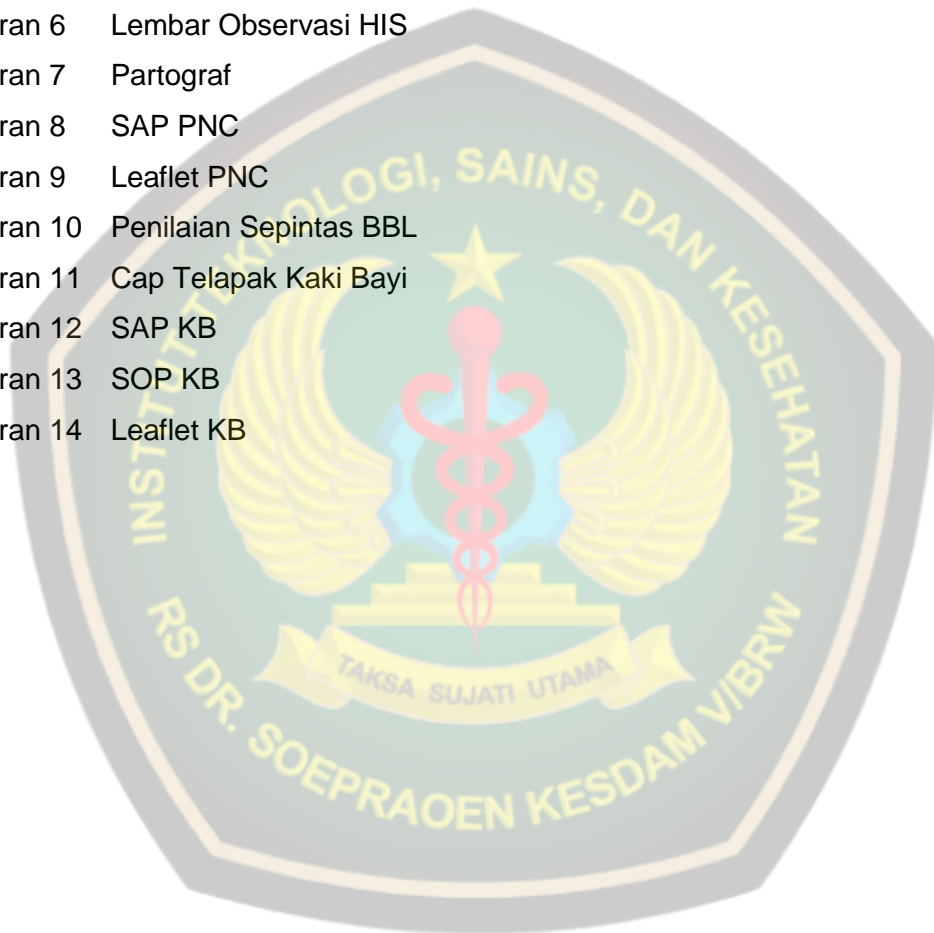 ran 6 Lembar Observasi HIS
ran 7 Partograf
ran 8 SAP PNC
ran 9 Leaflet PNC
ran 10 Penilaian Sepintas BBL
ran 11 Cap Telapak Kaki Bayi
ran 12 SAP KB
ran 13 SOP KB
ran 14 Leaflet KB
INSTITUT TEKNOLOGI, SAINS, DAN KESEHATAN
TAKSA SUJATI UTAMA
RS DR. SOEPRAOEN KESDAM V/BRW